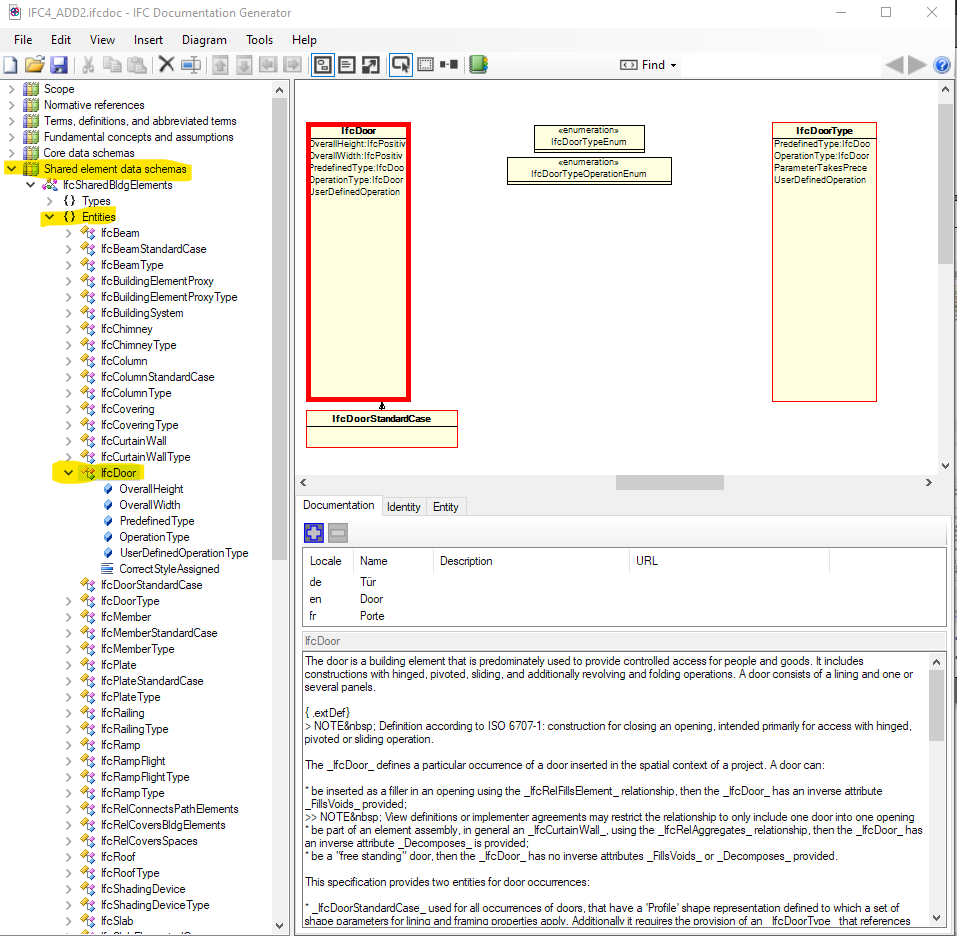 IFC4_ADD2.ifcdoc - IFC Documentation Generator
File Edit View Insert Diagram Tools Help
Find
Scope
Normative references
Terms, definitions, and abbreviated terms
Fundamental concepts and assumptions
Core data schemas
Shared element data schemas
IfcSharedBldgElements
Types
Entities
IfcBeam
IfcBeamStandardCase
IfcBeamType
IfcBuildingElementProxy
IfcBuildingElementProxyType
IfcBuildingSystem
IfcChimney
IfcChimneyType
IfcColumn
IfcColumnStandardCase
IfcColumnType
IfcCovering
IfcCoveringType
IfcCurtainWall
IfcCurtainWallType
IfcDoor
OverallHeight
OverallWidth
PredefinedType
OperationType
UserDefinedOperationType
CorrectStyleAssigned
IfcDoorStandardCase
IfcDoorType
IfcMember
IfcMemberStandardCase
IfcMemberType
IfcPlate
IfcPlateStandardCase
IfcPlateType
IfcRailing
IfcRailingType
IfcRamp
IfcRampFlight
IfcRampFlightType
IfcRampType
IfcRelConnectsPathElements
IfcRelCoversBldgElements
IfcRelCoversSpaces
IfcRoof
IfcRoofType
IfcShadingDevice
IfcShadingDeviceType
IfcSlab
IfcDoor
OverallHeight:IfcPositiv
OverallWidth:IfcPositiv
PredefinedType:IfcDoo
OperationType:IfcDoor
UserDefinedOperation
IfcDoorStandardCase
«enumeration»
IfcDoorTypeEnum
«enumeration»
IfcDoorTypeOperationEnum
IfcDoorType
PredefinedType:IfcDoo
OperationType:IfcDoor
ParameterTakesPrece
UserDefinedOperation
Documentation Identity Entity
Locale Name Description URL
de Tür
en Door
fr Porte
IfcDoor
The door is a building element that is predominately used to provide controlled access for people and goods. It includes
constructions with hinged, pivoted, sliding, and additionally revolving and folding operations. A door consists of a lining and one or
several panels.
{ .extDef}
> NOTE&nbsp; Definition according to ISO 6707-1: construction for closing an opening, intended primarily for access with hinged,
pivoted or sliding operation.
The _IfcDoor_ defines a particular occurrence of a door inserted in the spatial context of a project. A door can:
* be inserted as a filler in an opening using the _IfcRelFillsElement_ relationship, then the _IfcDoor_ has an inverse attribute
_FillsVoids_ provided;
>> NOTE&nbsp; View definitions or implementer agreements may restrict the relationship to only include one door into one opening
* be part of an element assembly, in general an _IfcCurtainWall_, using the _IfcRelAggregates_ relationship, then the _IfcDoor_ has
an inverse attribute _Decomposes_ is provided;
* be a "free standing" door, then the _IfcDoor_ has no inverse attributes _FillsVoids_ or _Decomposes_ provided.
This specification provides two entities for door occurrences:
* _IfcDoorStandardCase_ used for all occurrences of doors, that have a 'Profile' shape representation defined to which a set of
shape parameters for lining and framing properties apply. Additionally it requires the provision of an _IfcDoorType_ that references